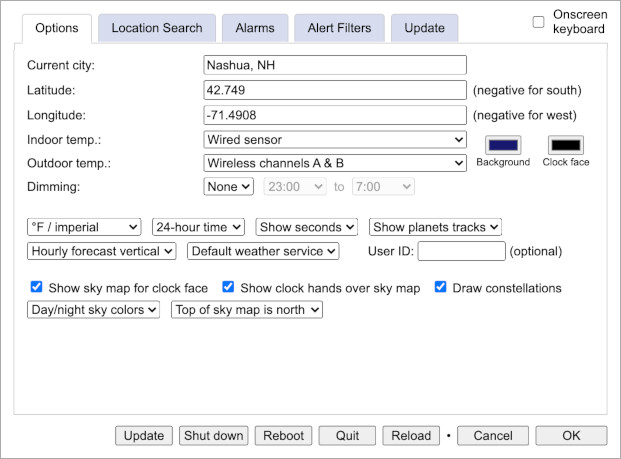 Options Location Search Alarms Alert Filters Update Onscreen keyboard
Current city: Nashua, NH
Latitude: 42.749 (negative for south)
Longitude: -71.4908 (negative for west)
Indoor temp.: Wired sensor
Outdoor temp.: Wireless channels A & B Background Clock face
Dimming: None 23:00 to 7:00
°F / imperial 24-hour time Show seconds Show planets tracks
Hourly forecast vertical Default weather service User ID: (optional)
Show sky map for clock face Show clock hands over sky map Draw constellations
Day/night sky colors Top of sky map is north
Update Shut down Reboot Quit Reload • Cancel OK